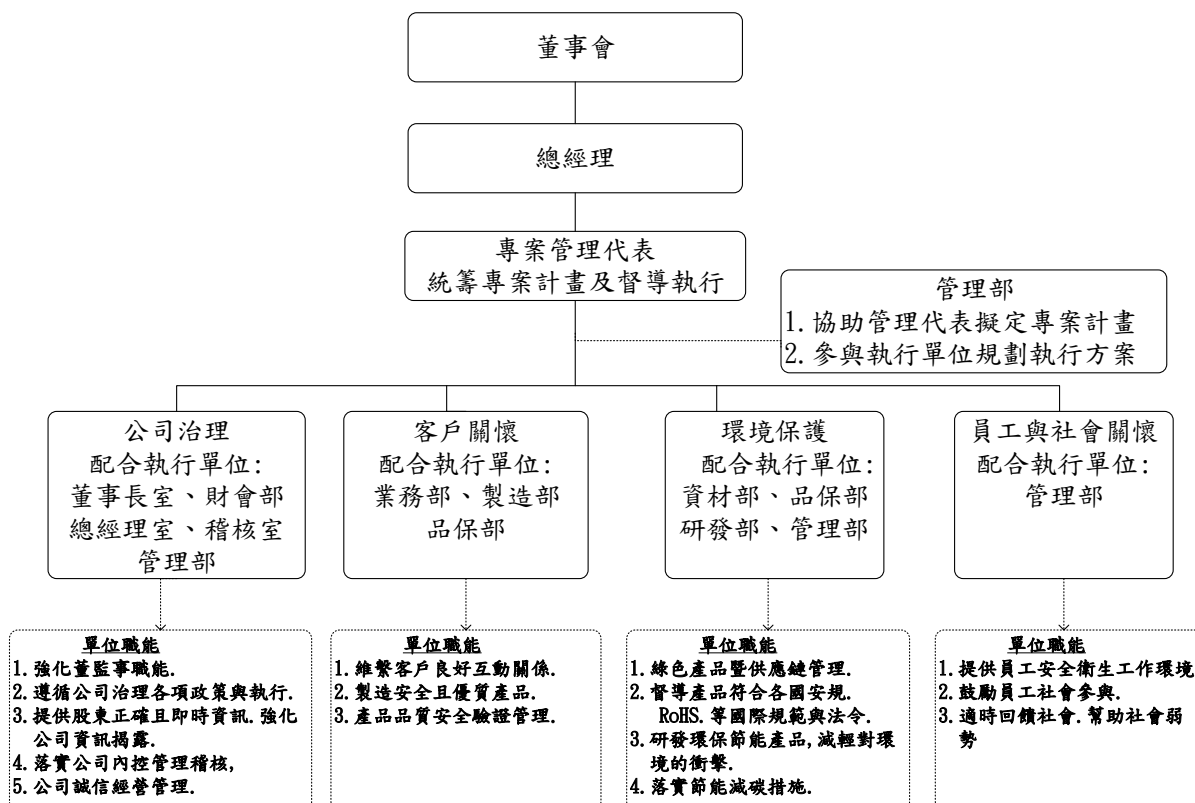 董事會
總經理
專案管理代表
統籌專案計畫及督導執行
管理部
1. 協助管理代表擬定專案計畫
2. 參與執行單位規劃執行方案
公司治理
配合執行單位:
董事長室、財會部
總經理室、稽核室
管理部
客戶關懷
配合執行單位:
業務部、製造部
品保部
環境保護
配合執行單位:
資材部、品保部
研發部、管理部
員工與社會關懷
配合執行單位:
管理部
單位職能
1. 強化董監事職能.
2. 遵循公司治理各項政策與執行.
3. 提供股東正確且即時資訊. 強化
公司資訊揭露.
4. 落實公司內控管理稽核,
5. 公司誠信經營管理.
單位職能
1. 維繫客戶良好互動關係.
2. 製造安全且優質產品.
3. 產品品質安全驗證管理.
單位職能
1. 綠色產品暨供應鏈管理.
2. 督導產品符合各國安規.
RoHS. 等國際規範與法令.
3. 研發環保節能產品, 減輕對環
境的衝擊.
4. 落實節能減碳措施.
單位職能
1. 提供員工安全衛生工作環境
2. 鼓勵員工社會參與.
3. 適時回饋社會. 幫助社會弱
勢